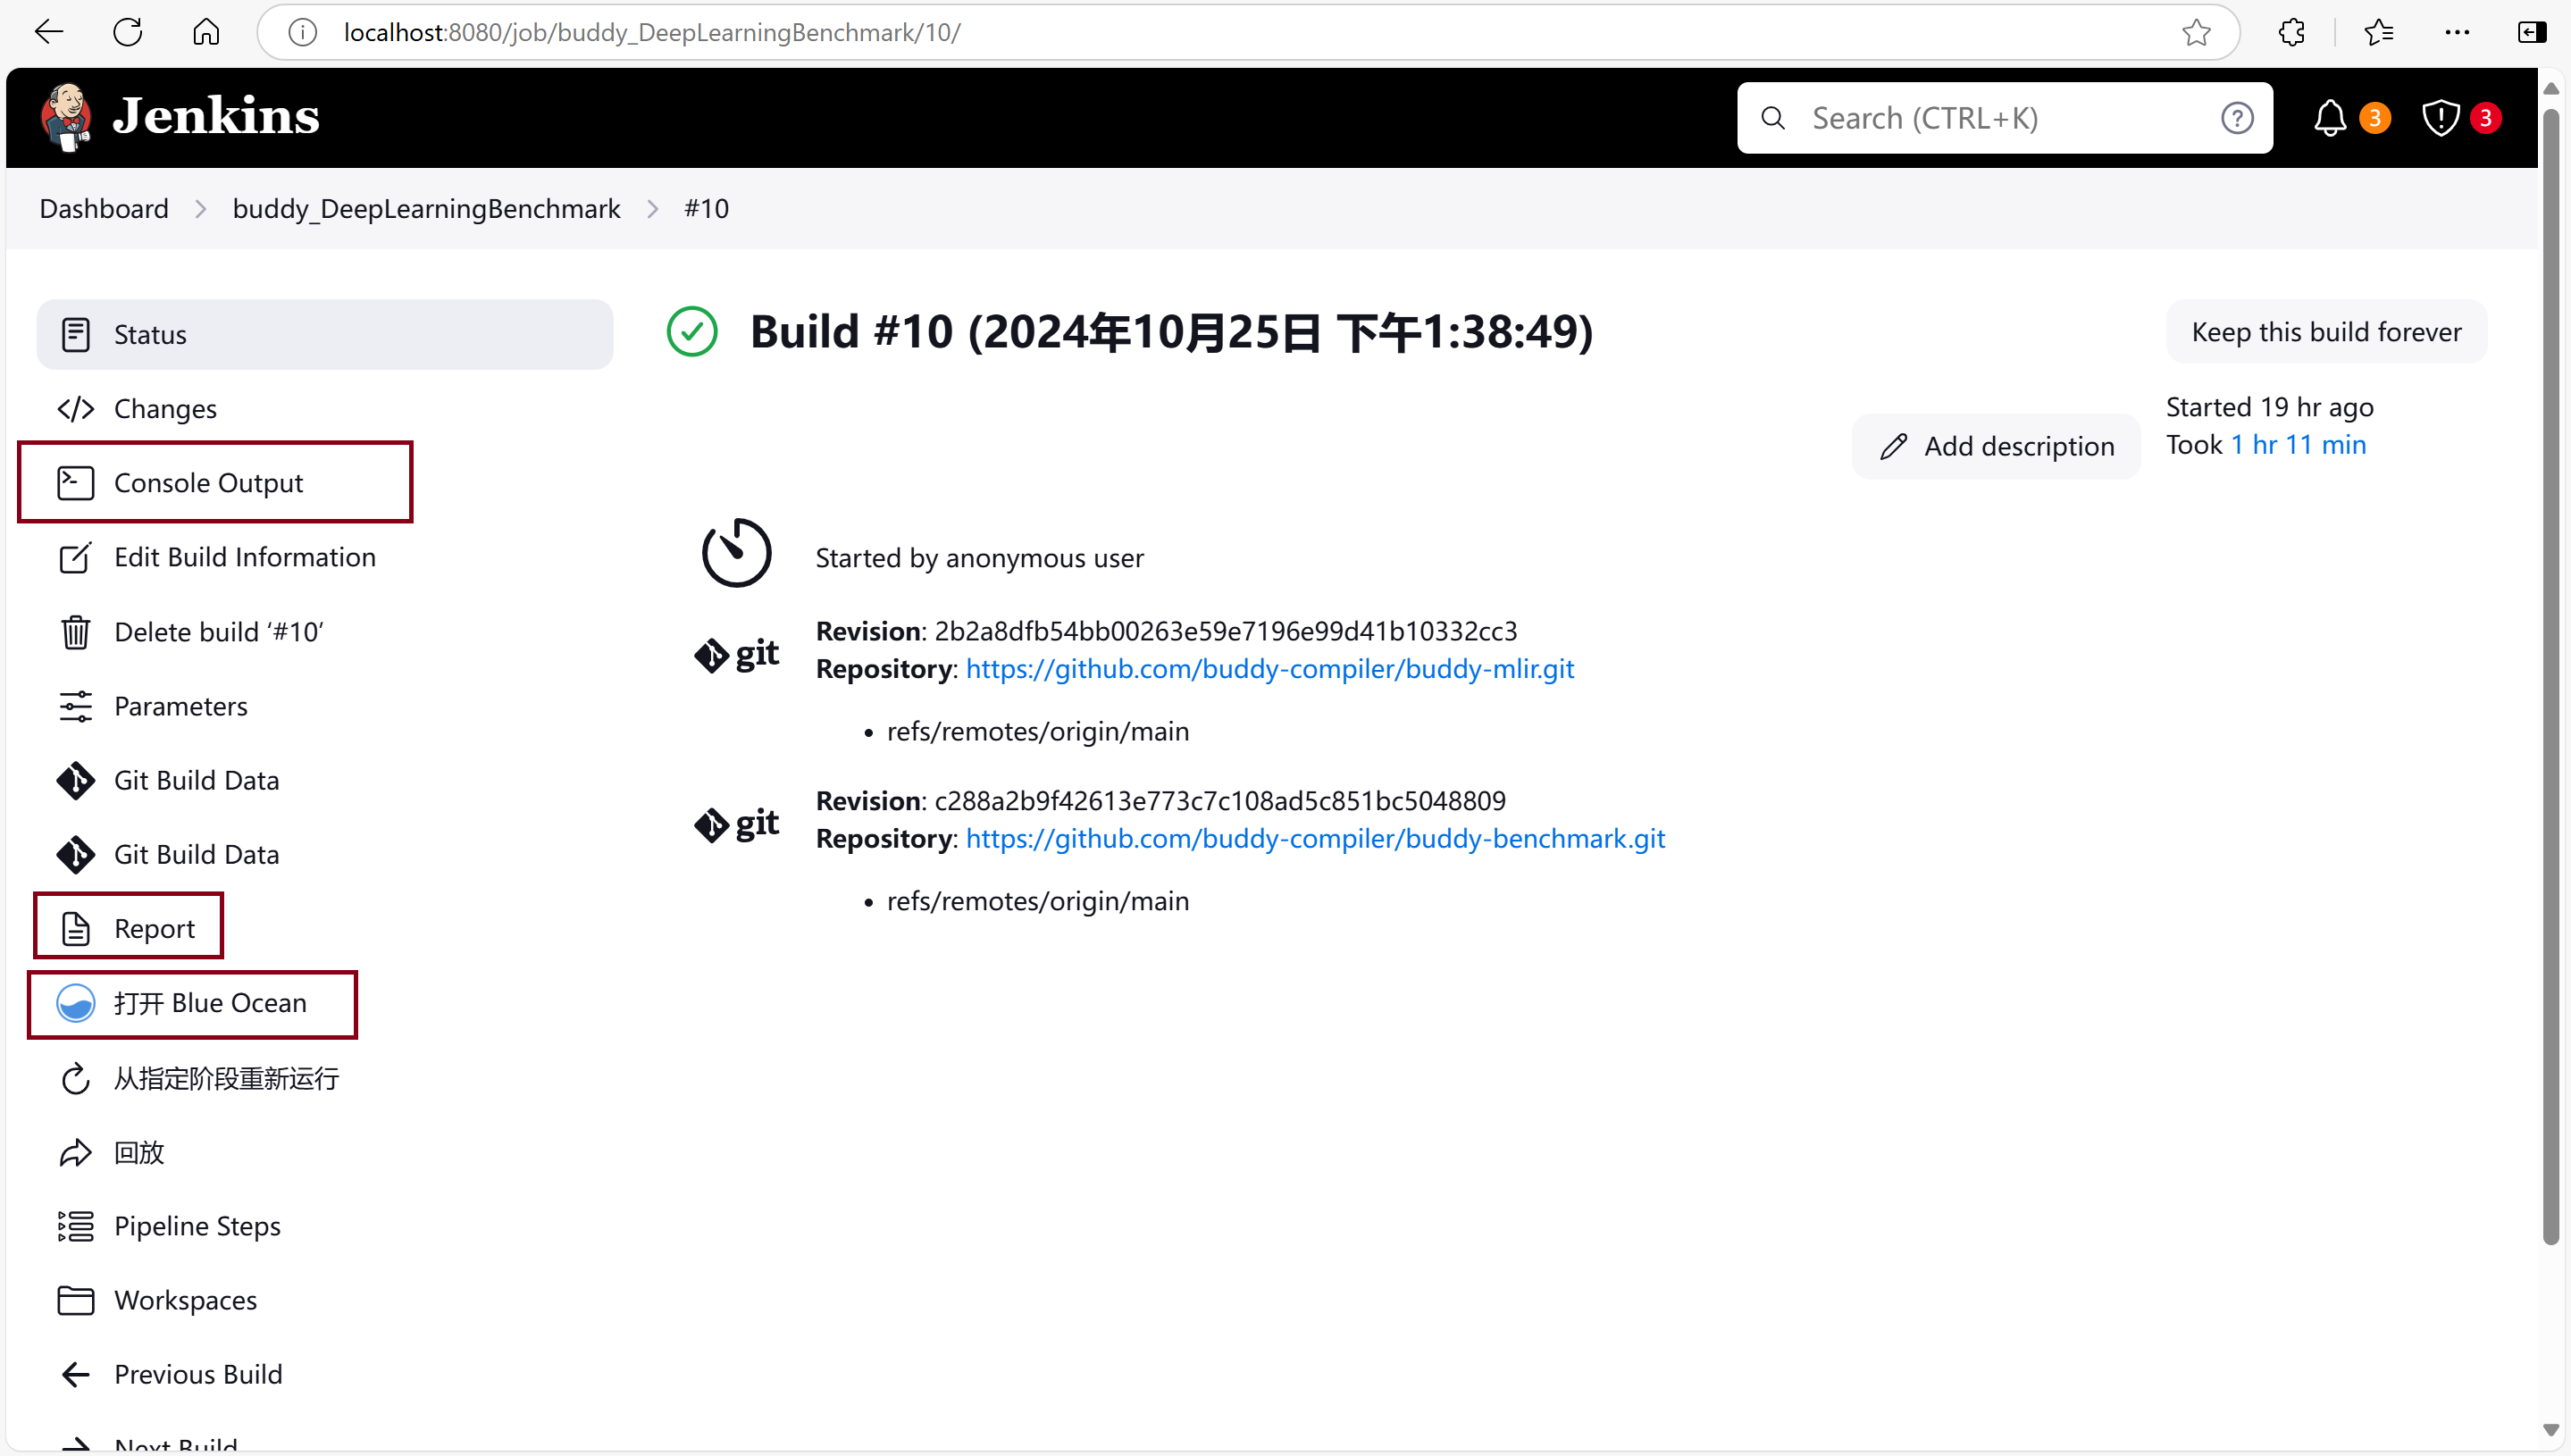 localhost:8080/job/buddy_DeepLearningBenchmark/10/
Jenkins
Search (CTRL+K)
3
3
Dashboard
buddy_DeepLearningBenchmark
#10
Status
Changes
Console Output
Edit Build Information
Delete build ‘#10’
Parameters
Git Build Data
Git Build Data
Report
打开 Blue Ocean
从指定阶段重新运行
回放
Pipeline Steps
Workspaces
Previous Build
Next Build
Build #10 (2024年10月25日 下午1:38:49)
Keep this build forever
Add description
Started 19 hr ago
Took 1 hr 11 min
Started by anonymous user
git
Revision: 2b2a8dfb54bb00263e59e7196e99d41b10332cc3
Repository: https://github.com/buddy-compiler/buddy-mlir.git
• refs/remotes/origin/main
git
Revision: c288a2b9f42613e773c7c108ad5c851bc5048809
Repository: https://github.com/buddy-compiler/buddy-benchmark.git
• refs/remotes/origin/main